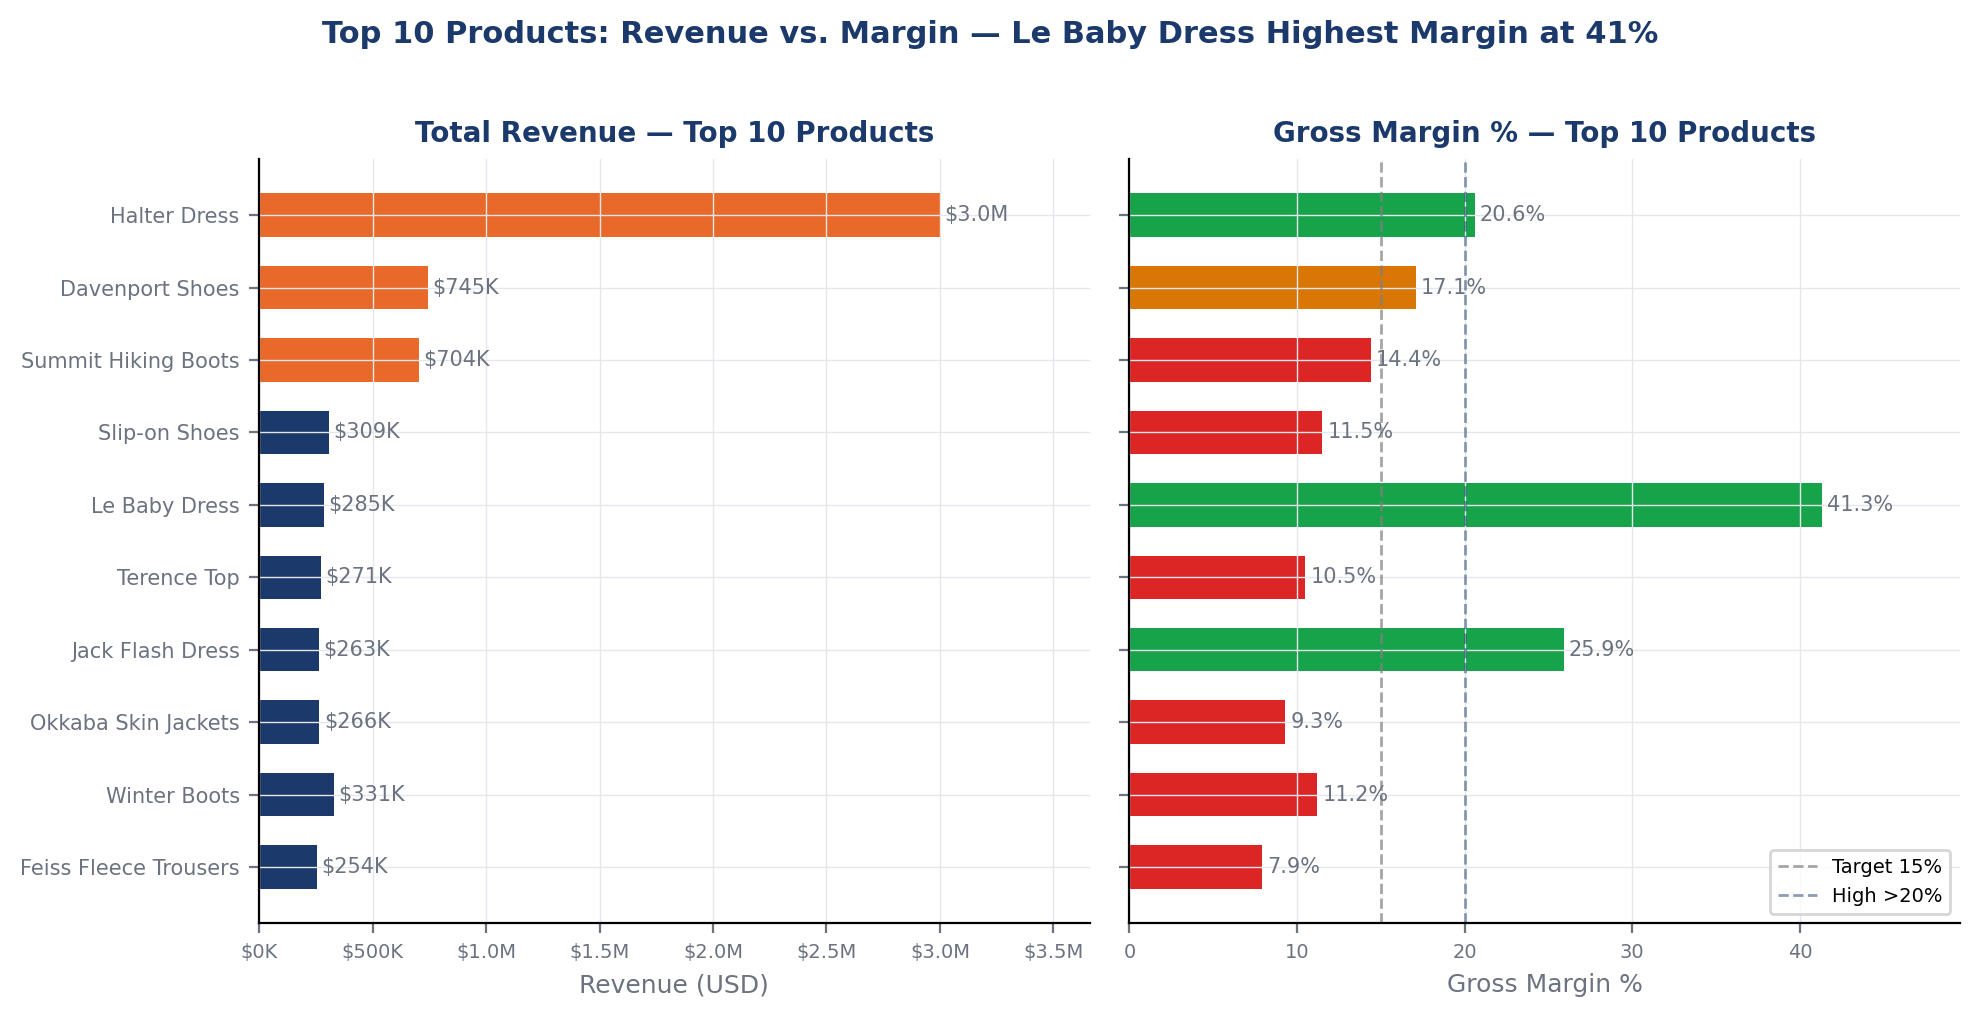 Top 10 Products: Revenue vs. Margin — Le Baby Dress Highest Margin at 41%
Total Revenue — Top 10 Products
Halter Dress $3.0M
Davenport Shoes $745K
Summit Hiking Boots $704K
Slip-on Shoes $309K
Le Baby Dress $285K
Terence Top $271K
Jack Flash Dress $263K
Okkaba Skin Jackets $266K
Winter Boots $331K
Feiss Fleece Trousers $254K
$0K $500K $1.0M $1.5M $2.0M $2.5M $3.0M $3.5M
Revenue (USD)
Gross Margin % — Top 10 Products
20.6%
17.1%
14.4%
11.5%
41.3%
10.5%
25.9%
9.3%
11.2%
7.9%
Target 15%
High >20%
0 10 20 30 40
Gross Margin %